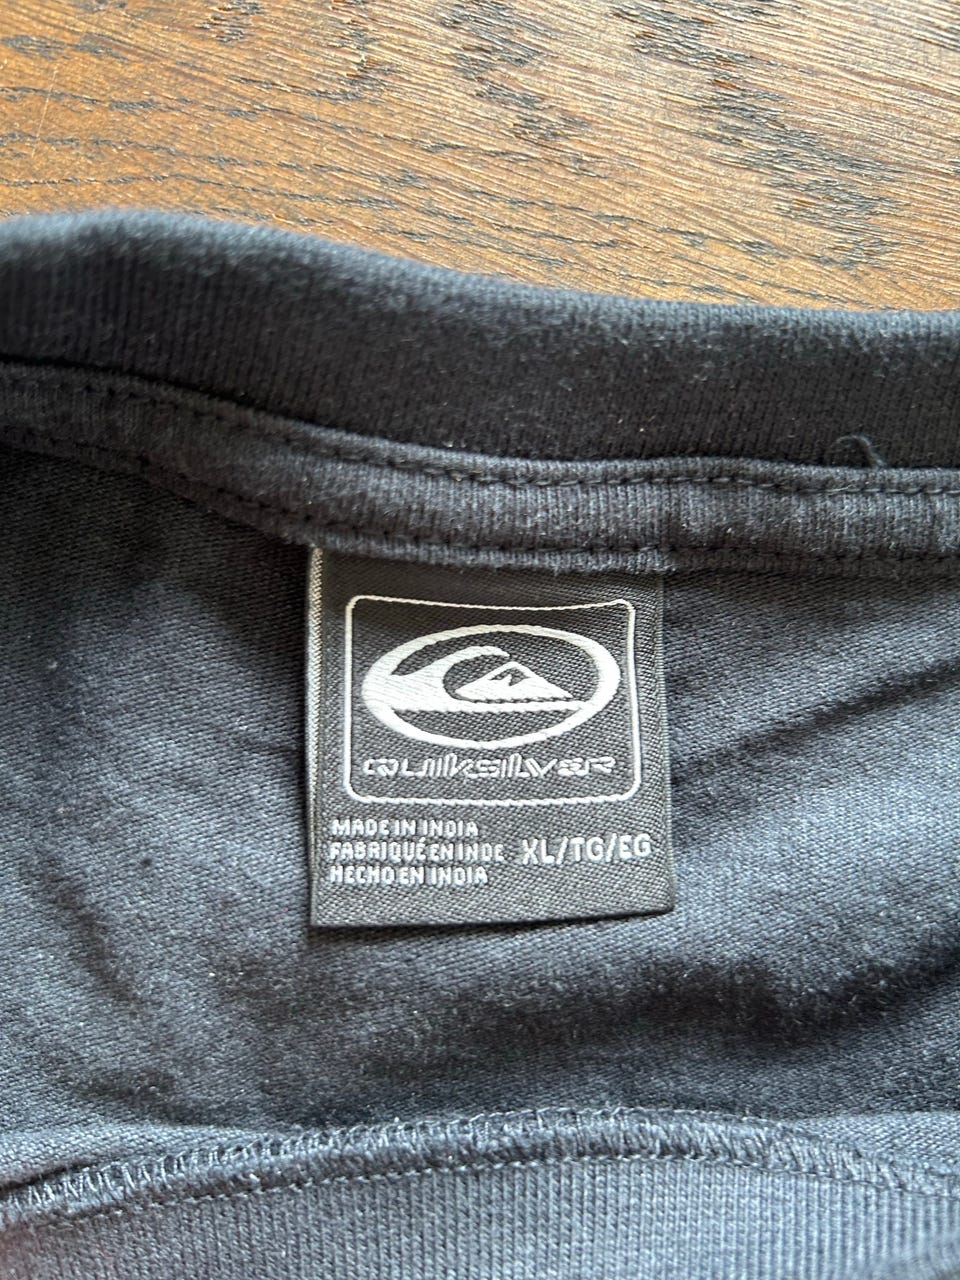 QUIKSILVER
MADE IN INDIA
FABRIQUÉ EN INDE XL/TG/EG
HECHO EN INDIA